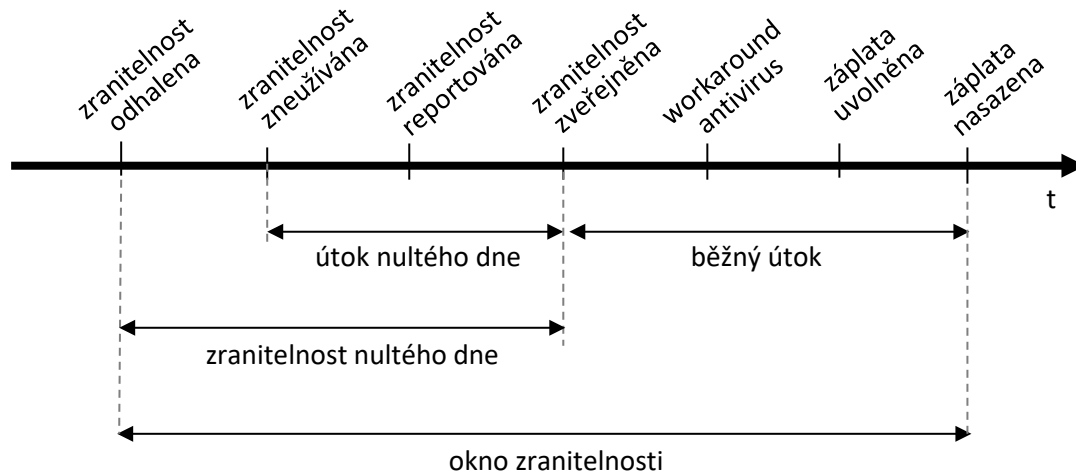 zranitelnost
odhalena
zranitelnost
zneužívána
zranitelnost
reportována
zranitelnost
zveřejněna
workaround
antivirus
záplata
uvolněna
záplata
nasazena
t
útok nultého dne
běžný útok
zranitelnost nultého dne
okno zranitelnosti